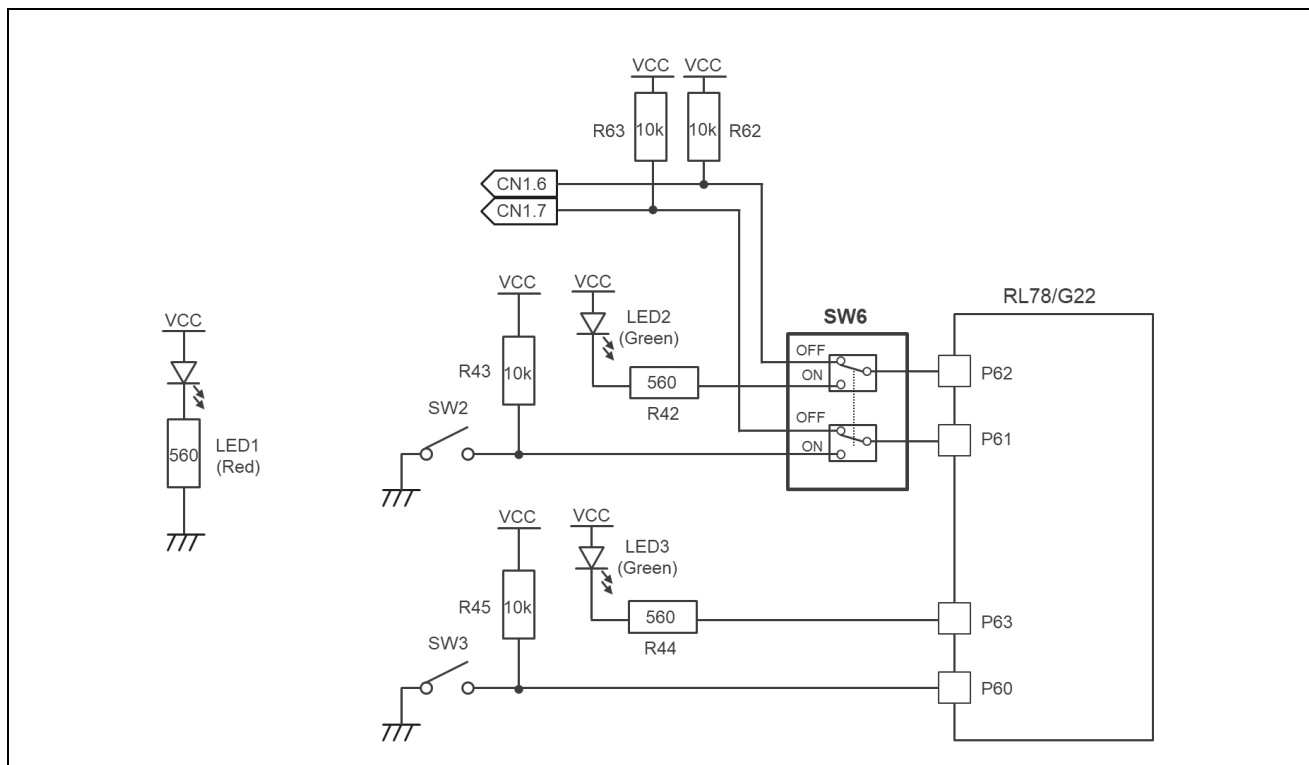 VCC
VCC
R63
10k
10k
R62
CN1.6
CN1.7
VCC
VCC
RL78/G22
LED2
(Green)
SW6
VCC
OFF
R43
10k
560
ON
P62
R42
SW2
OFF
P61
560
LED1
(Red)
ON
VCC
VCC
LED3
(Green)
R45
10k
560
P63
R44
SW3
P60